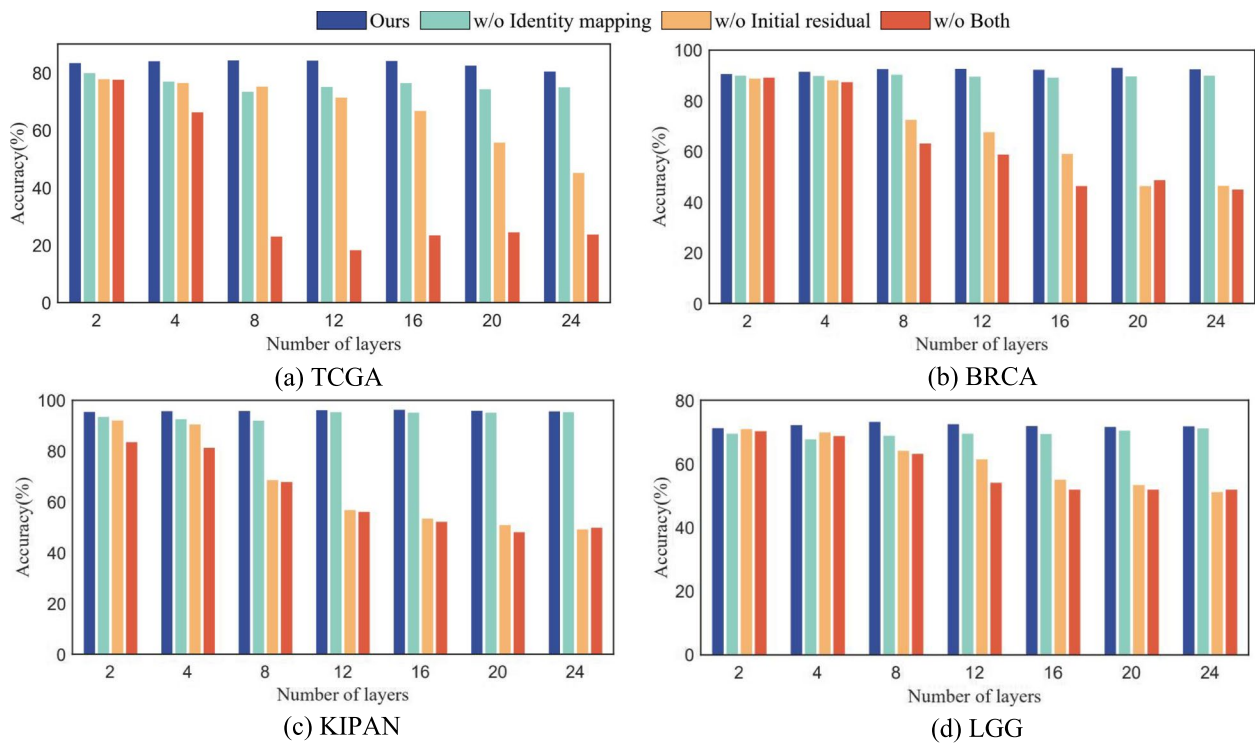 Ours w/o Identity mapping w/o Initial residual w/o Both
80
60
40
20
0
Accuracy(%)
2 4 8 12 16 20 24
Number of layers
(a) TCGA
100
80
60
40
20
0
Accuracy(%)
2 4 8 12 16 20 24
Number of layers
(b) BRCA
100
80
60
40
20
0
Accuracy(%)
2 4 8 12 16 20 24
Number of layers
(c) KIPAN
80
60
40
20
0
Accuracy(%)
2 4 8 12 16 20 24
Number of layers
(d) LGG